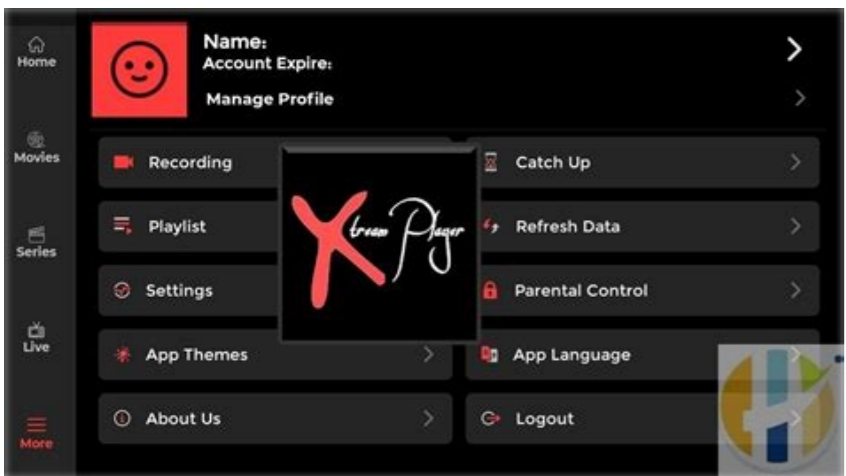 Home
Movies
Series
Live
More
Name:
Account Expire:
Manage Profile
Recording
Catch Up
Playlist
Refresh Data
Settings
Parental Control
App Themes
App Language
About Us
Logout
Xtream Player